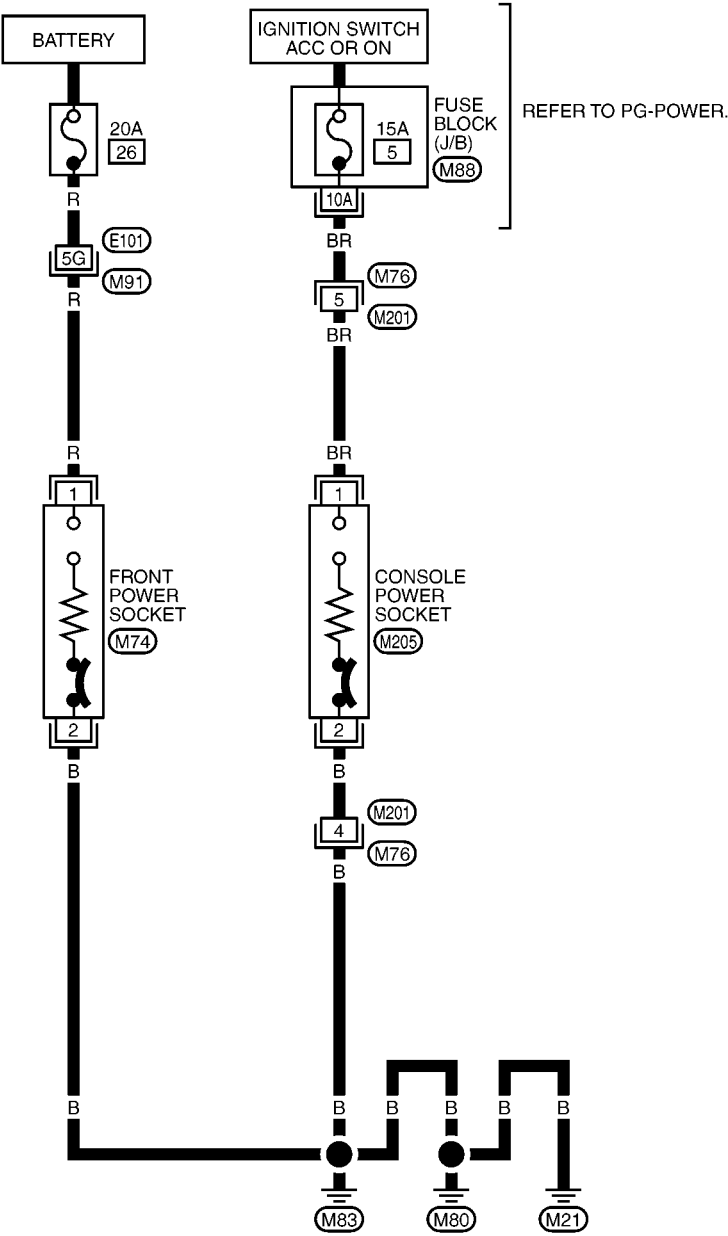 BATTERY
IGNITION SWITCH
ACC OR ON
REFER TO PG-POWER.
20A
26
15A
5
FUSE
BLOCK
(J/B)
M88
10A
R
BR
5G
E101
M91
5
M76
M201
R
BR
R
BR
1
1
FRONT
POWER
SOCKET
M74
CONSOLE
POWER
SOCKET
M205
2
2
B
B
4
M201
M76
B
B
B
B
B
B
B
M83
M80
M21